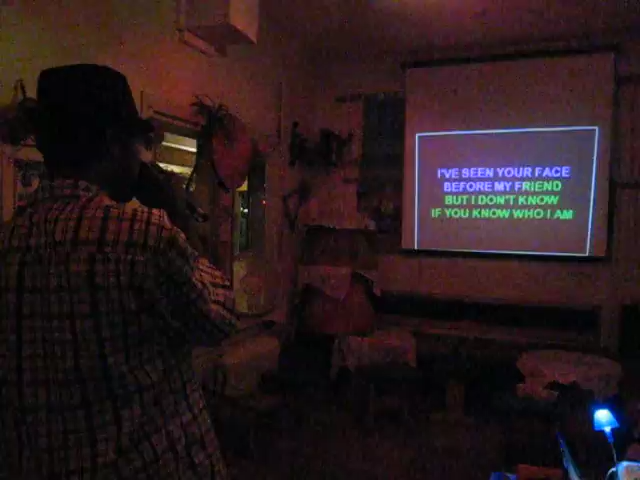 I'VE SEEN YOUR FACE
BEFORE MY FRIEND
BUT I DON'T KNOW
IF YOU KNOW WHO I AM